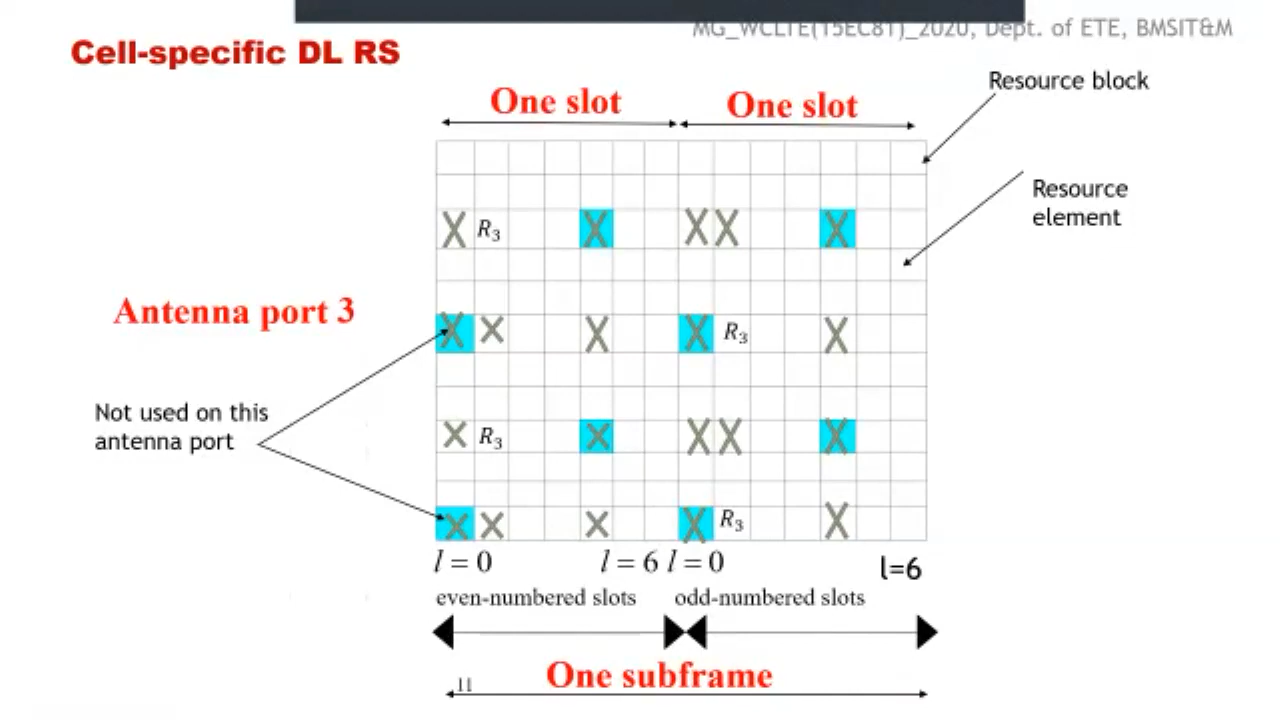 MG_WCLTE(15EC81)_2020, Dept. of ETE, BMSIT&M
Cell-specific DL RS
Resource block
One slot One slot
Resource
element
R3
Antenna port 3
R3
Not used on this
antenna port
R3
R3
l = 0 l = 6 l = 0 l=6
even-numbered slots odd-numbered slots
One subframe
11